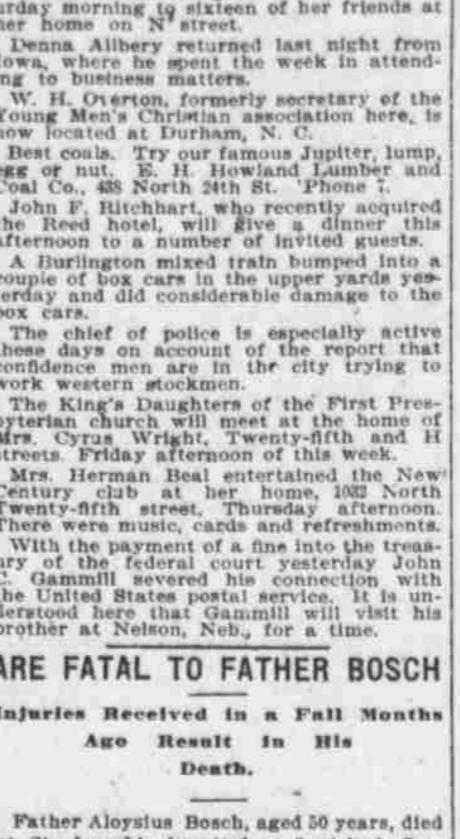 urday morning to sixteen of her friends at
her home on N street.
Denna Allbery returned last night from
Iowa, where he spent the week in attend-
ing to business matters.
W. H. Overton, formerly secretary of the
Young Men's Christian association here, is
now located at Durham, N. C.
Best coals. Try our famous Jupiter, lump,
egg or nut. E. H. Howland Lumber and
Coal Co., 438 North 24th St. 'Phone 7.
John F. Ritchhart, who recently acquired
the Reed hotel, will give a dinner this
afternoon to a number of invited guests.
A Burlington mixed train bumped into a
couple of box cars in the upper yards yes-
terday and did considerable damage to the
box cars.
The chief of police is especially active
these days on account of the report that
confidence men are in the city trying to
work western stockmen.
The King's Daughters of the First Pres-
byterian church will meet at the home of
Mrs. Cyrus Wright, Twenty-fifth and H
streets. Friday afternoon of this week.
Mrs. Herman Beal entertained the New
Century club at her home, 1032 North
Twenty-fifth street, Thursday afternoon.
There were music, cards and refreshments.
With the payment of a fine into the treas-
ury of the federal court yesterday John
C. Gammill severed his connection with
the United States postal service. It is un-
derstood here that Gammill will visit his
brother at Nelson, Neb., for a time.
ARE FATAL TO FATHER BOSCH
Injuries Received in a Fall Months
Ago Result in His
Death.
Father Aloysius Bosch, aged 50 years, died